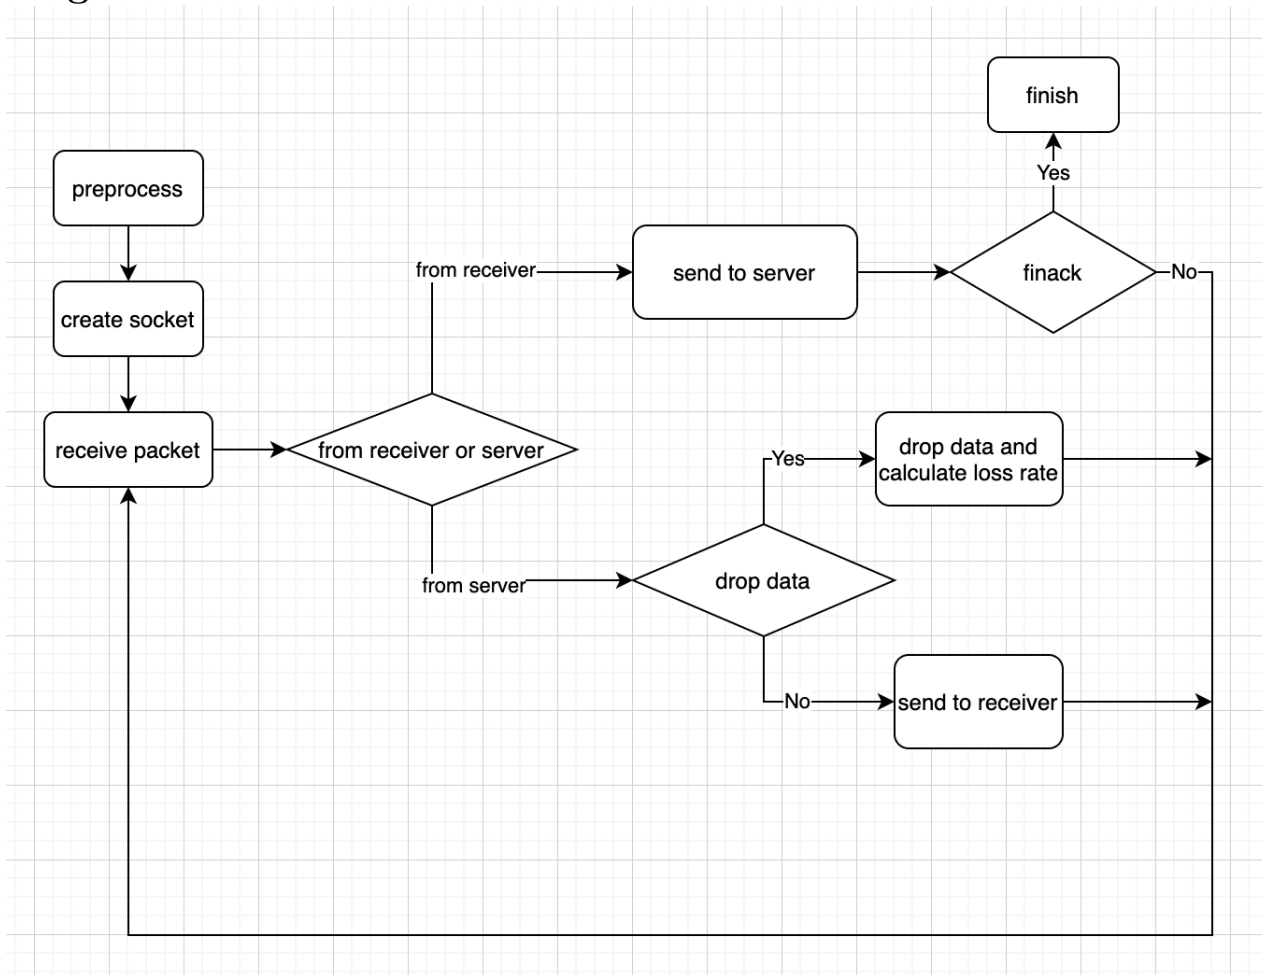 finish
Yes
preprocess
from receiver
send to server
finack
No
create socket
receive packet
from receiver or server
Yes
drop data and
calculate loss rate
from server
drop data
No
send to receiver